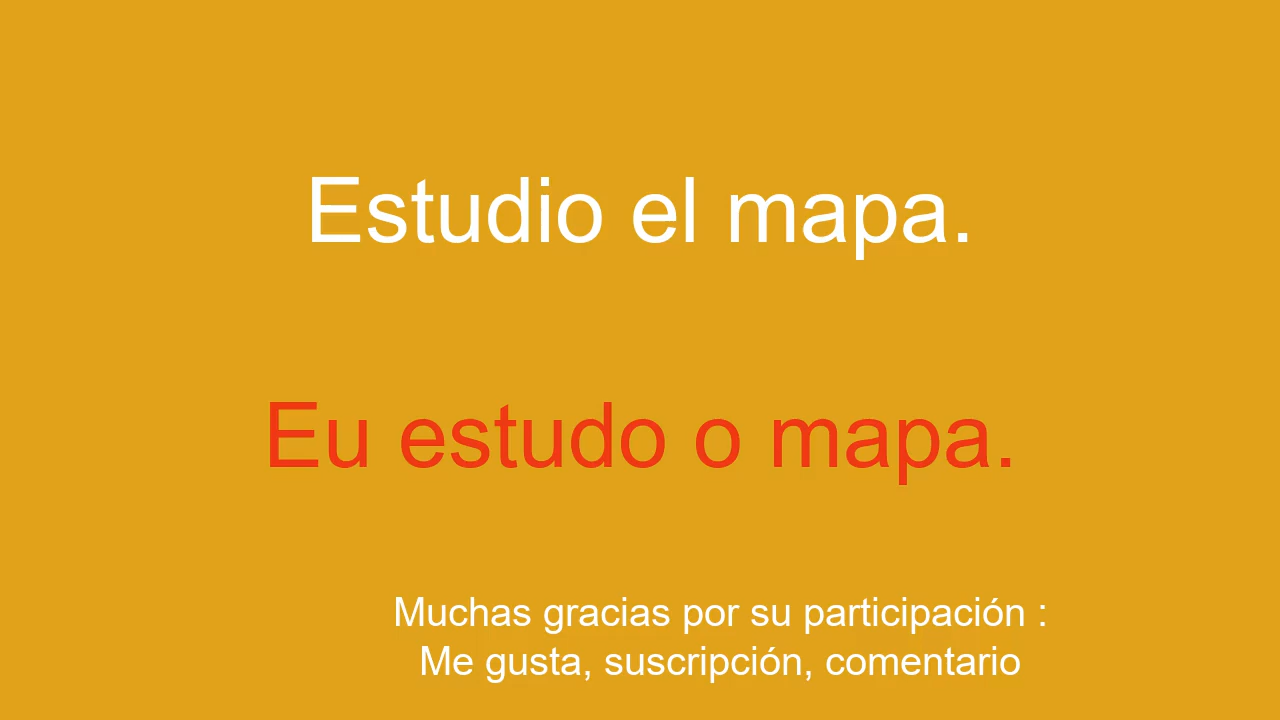 Estudio el mapa.
Eu estudo o mapa.
Muchas gracias por su participación :
Me gusta, suscripción, comentario